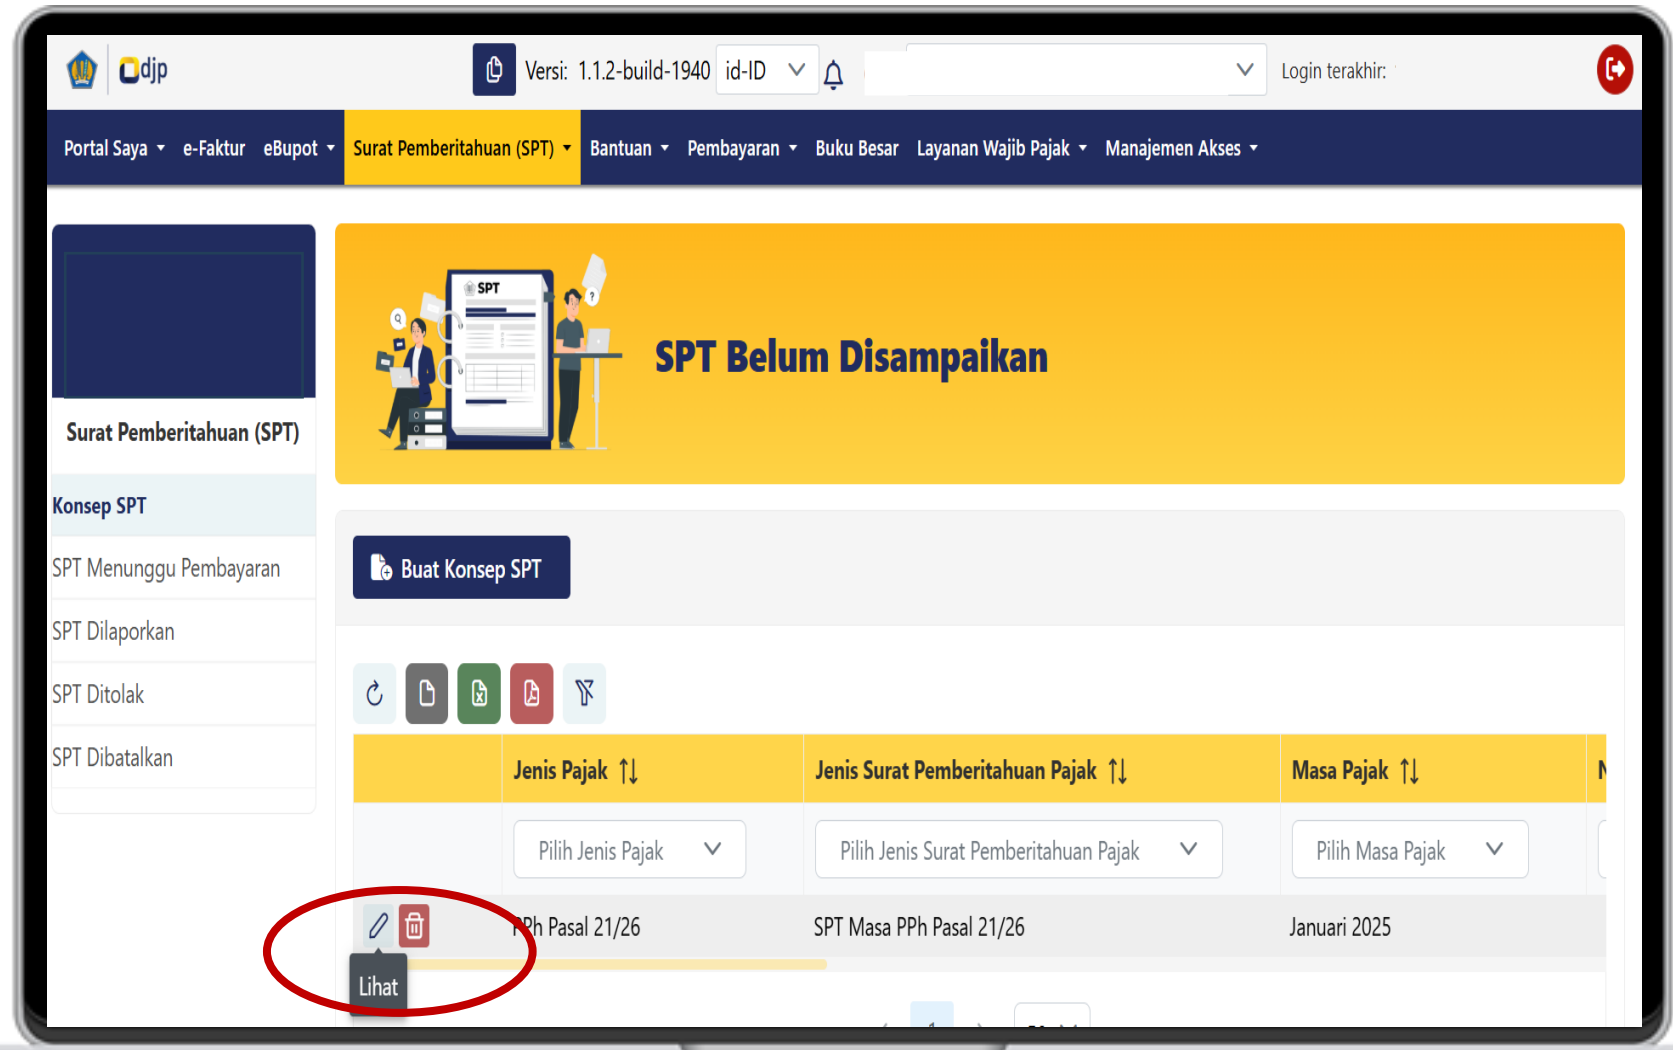 djp
Versi: 1.1.2-build-1940 id-ID Login terakhir:
Portal Saya e-Faktur eBupot Surat Pemberitahuan (SPT) Bantuan Pembayaran Buku Besar Layanan Wajib Pajak Manajemen Akses
SPT
SPT Belum Disampaikan
Surat Pemberitahuan (SPT)
Konsep SPT
SPT Menunggu Pembayaran
SPT Dilaporkan
SPT Ditolak
SPT Dibatalkan
Buat Konsep SPT
Jenis Pajak Jenis Surat Pemberitahuan Pajak Masa Pajak
Pilih Jenis Pajak Pilih Jenis Surat Pemberitahuan Pajak Pilih Masa Pajak
PPh Pasal 21/26 SPT Masa PPh Pasal 21/26 Januari 2025
Lihat